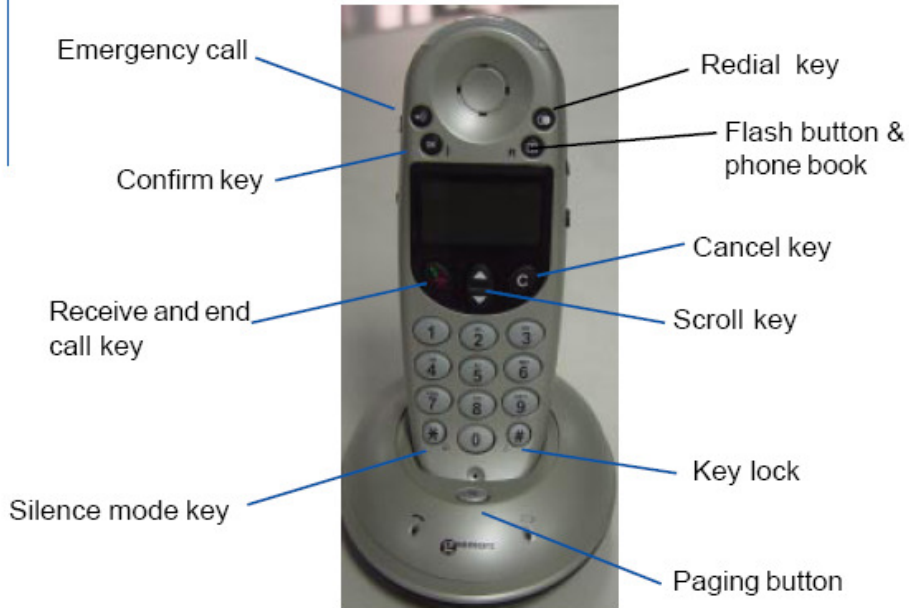 Emergency call
Redial key
Flash button &
phone book
Confirm key
R
Cancel key
C
Receive and end
call key
Scroll key
1 2 3
4 5 6
7 8 9
* 0 #
Key lock
Silence mode key
Paging button